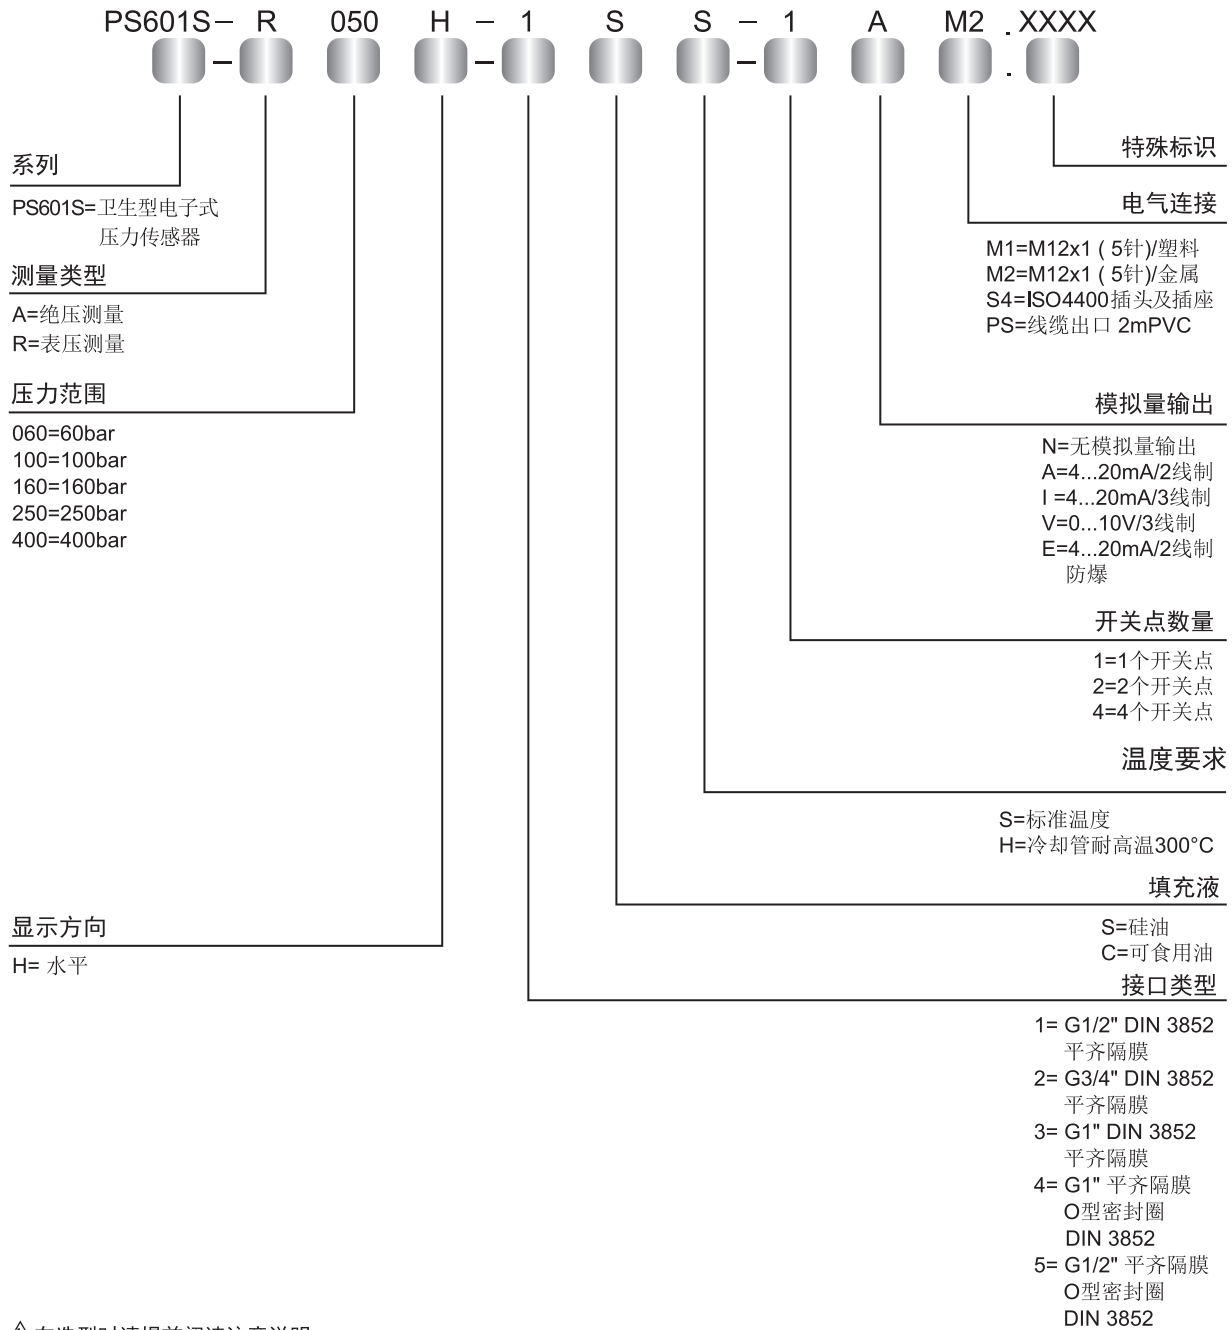 PS601S – R 050 H – 1 S S – 1 A M2 . XXXX
– – – .
系列
PS601S=卫生型电子式
压力传感器
测量类型
A=绝压测量
R=表压测量
压力范围
060=60bar
100=100bar
160=160bar
250=250bar
400=400bar
显示方向
H= 水平
特殊标识
电气连接
M1=M12x1 ( 5针)/塑料
M2=M12x1 ( 5针)/金属
S4=ISO4400插头及插座
PS=线缆出口 2mPVC
模拟量输出
N=无模拟量输出
A=4...20mA/2线制
I =4...20mA/3线制
V=0...10V/3线制
E=4...20mA/2线制
防爆
开关点数量
1=1个开关点
2=2个开关点
4=4个开关点
温度要求
S=标准温度
H=冷却管耐高温300°C
填充液
S=硅油
C=可食用油
接口类型
1= G1/2" DIN 3852
平齐隔膜
2= G3/4" DIN 3852
平齐隔膜
3= G1" DIN 3852
平齐隔膜
4= G1" 平齐隔膜
O型密封圈
DIN 3852
5= G1/2" 平齐隔膜
O型密封圈
DIN 3852